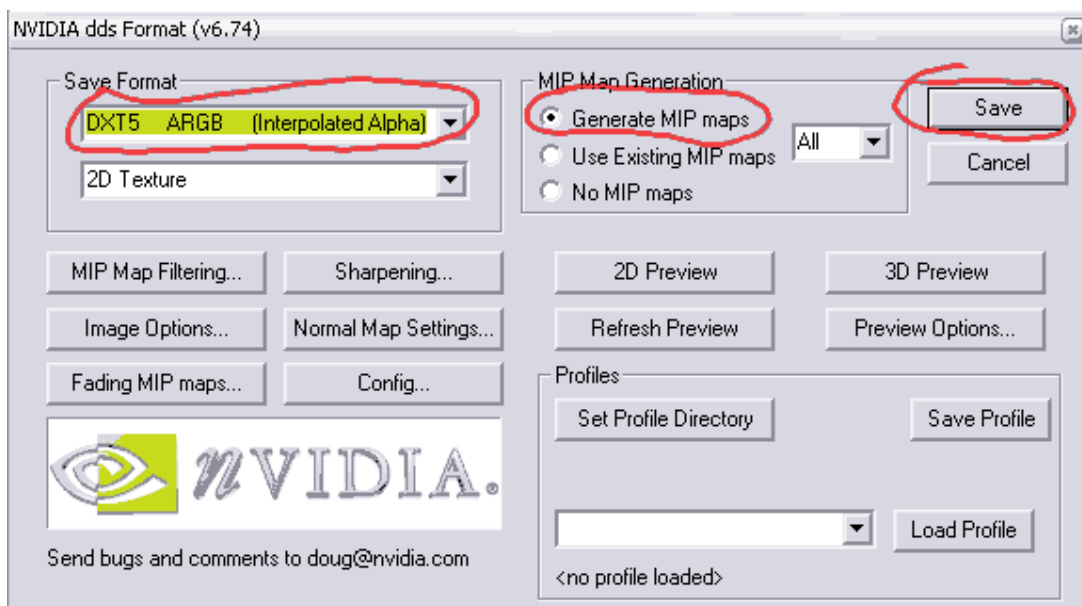 NVIDIA dds Format (v6.74)
Save Format
DXT5 ARGB (Interpolated Alpha)
2D Texture
MIP Map Generation
Generate MIP maps
Use Existing MIP maps
No MIP maps
All
Save
Cancel
MIP Map Filtering...
Sharpening...
2D Preview
3D Preview
Image Options...
Normal Map Settings...
Refresh Preview
Preview Options...
Fading MIP maps...
Config...
Profiles
Set Profile Directory
Save Profile
nVIDIA.
Load Profile
Send bugs and comments to doug@nvidia.com
<no profile loaded>